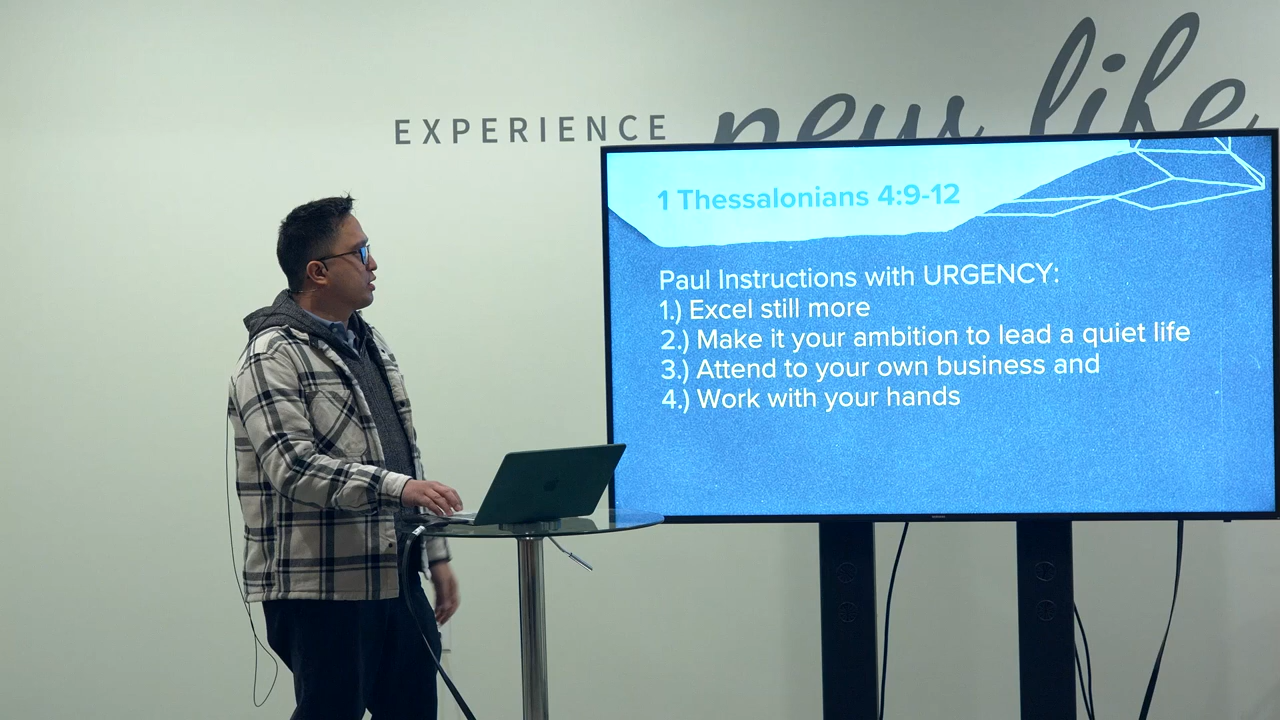 EXPERIENCE new life
1 Thessalonians 4:9-12
Paul Instructions with URGENCY:
1.) Excel still more
2.) Make it your ambition to lead a quiet life
3.) Attend to your own business and
4.) Work with your hands